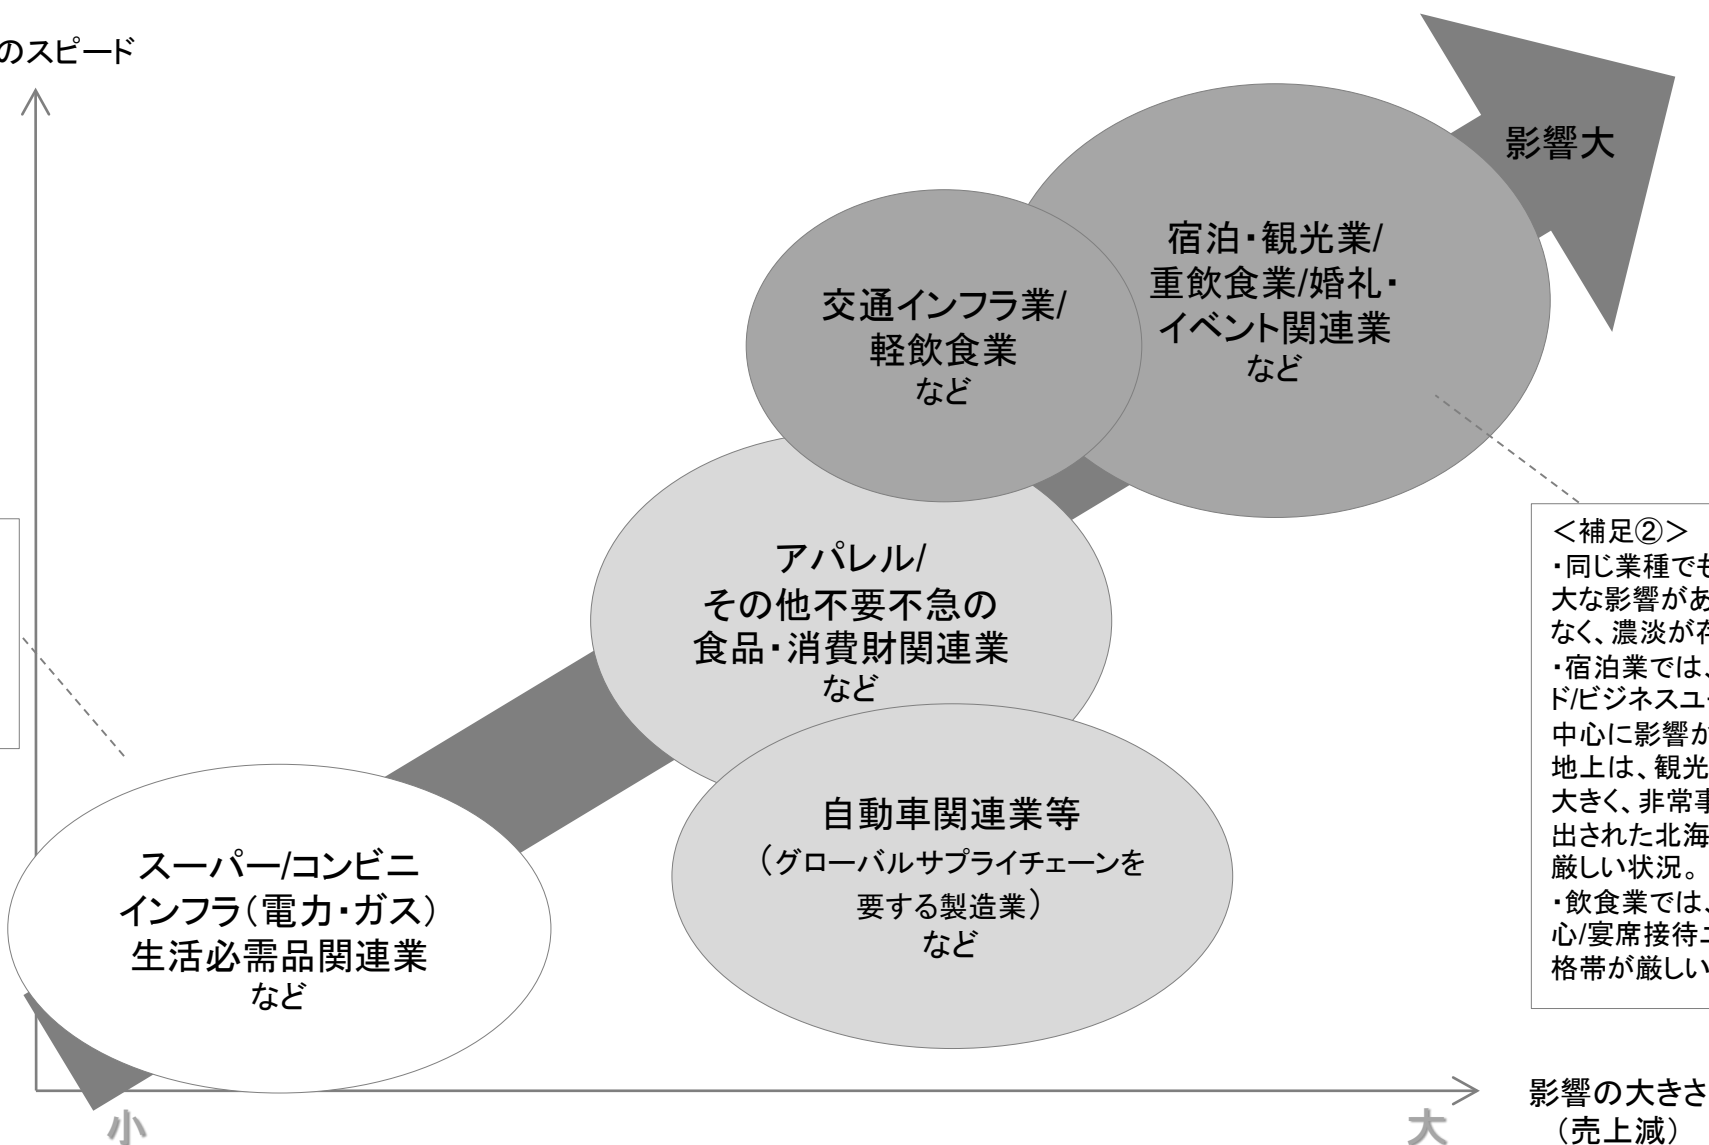 のスピード
影響大
宿泊・観光業/
重飲食業/婚礼・
イベント関連業
など
交通インフラ業/
軽飲食業
など
アパレル/
その他不要不急の
食品・消費財関連業
など
自動車関連業等
（グローバルサプライチェーンを
要する製造業）
など
スーパー/コンビニ
インフラ（電力・ガス）
生活必需品関連業
など
＜補足②＞
・同じ業種でも
大な影響があ
なく、濃淡が存
・宿泊業では、
ド/ビジネスユ
中心に影響が
地上は、観光
大きく、非常事
出された北海
厳しい状況。
・飲食業では、
心/宴席接待ニ
格帯が厳しい
小
大
影響の大きさ
（売上減）